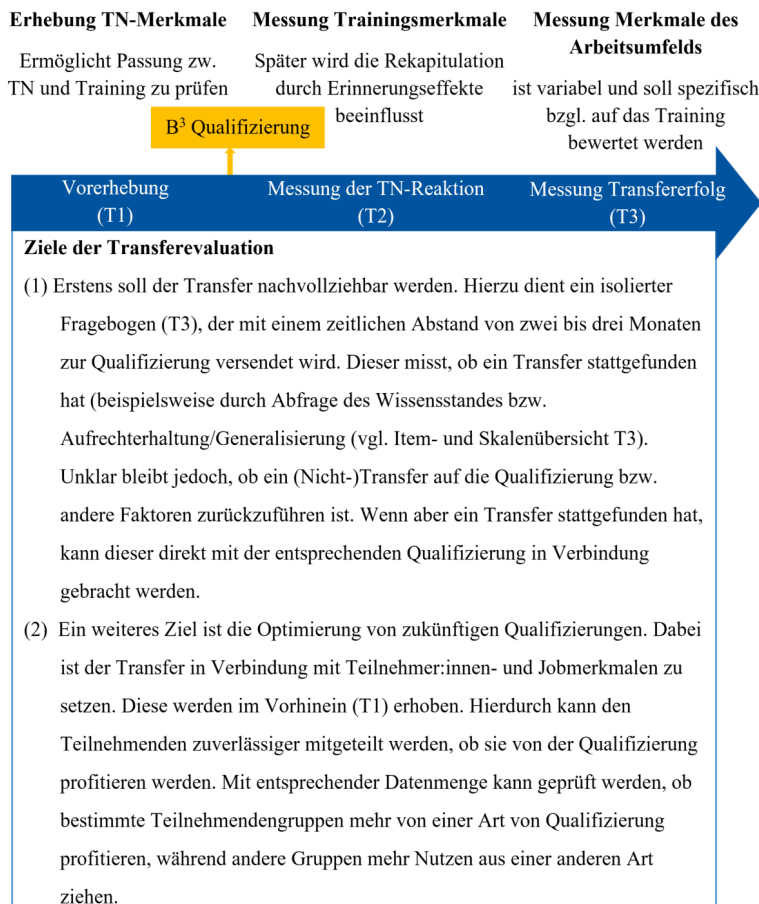 Erhebung TN-Merkmale
Ermöglicht Passung zw.
TN und Training zu prüfen
Messung Trainingsmerkmale
Später wird die Rekapitulation
durch Erinnerungseffekte
beeinflusst
Messung Merkmale des
Arbeitsumfelds
ist variabel und soll spezifisch
bzgl. auf das Training
bewertet werden
B³ Qualifizierung
Vorerhebung
(T1)
Messung der TN-Reaktion
(T2)
Messung Transfererfolg
(T3)
Ziele der Transferevaluation
(1) Erstens soll der Transfer nachvollziehbar werden. Hierzu dient ein isolierter
Fragebogen (T3), der mit einem zeitlichen Abstand von zwei bis drei Monaten
zur Qualifizierung versendet wird. Dieser misst, ob ein Transfer stattgefunden
hat (beispielsweise durch Abfrage des Wissensstandes bzw.
Aufrechterhaltung/Generalisierung (vgl. Item- und Skalenübersicht T3).
Unklar bleibt jedoch, ob ein (Nicht-)Transfer auf die Qualifizierung bzw.
andere Faktoren zurückzuführen ist. Wenn aber ein Transfer stattgefunden hat,
kann dieser direkt mit der entsprechenden Qualifizierung in Verbindung
gebracht werden.
(2) Ein weiteres Ziel ist die Optimierung von zukünftigen Qualifizierungen. Dabei
ist der Transfer in Verbindung mit Teilnehmer:innen- und Jobmerkmalen zu
setzen. Diese werden im Vorhinein (T1) erhoben. Hierdurch kann den
Teilnehmenden zuverlässiger mitgeteilt werden, ob sie von der Qualifizierung
profitieren werden. Mit entsprechender Datenmenge kann geprüft werden, ob
bestimmte Teilnehmendengruppen mehr von einer Art von Qualifizierung
profitieren, während andere Gruppen mehr Nutzen aus einer anderen Art
ziehen.